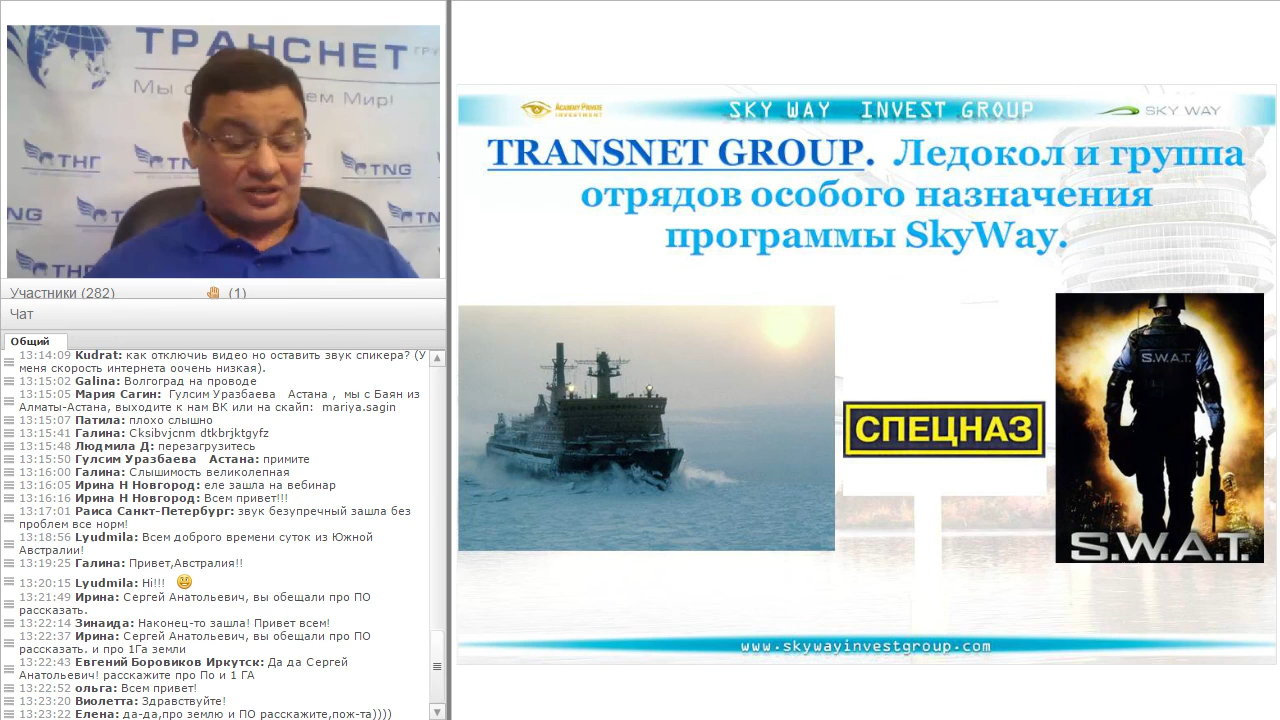 ТРАНСНЕТ
Мы
ем Мир!
ТНГ
TNG
TNG
ТНГ
Участники (282)
(1)
Чат
Общий
13:14:09 Kudrat: как отключиь видео но оставить звук спикера? (У
меня скорость интернета оочень низкая).
13:15:02 Galina: Волгоград на проводе
13:15:05 Мария Сагин: Гулсим Уразбаева Астана , мы с Баян из
Алматы-Астана, выходите к нам ВК или на скайп: mariya.sagin
13:15:07 Патила: плохо слышно
13:15:41 Галина: Cksibvjcnm dtkbrjktgyfz
13:15:48 Людмила Д: перезагрузитесь
13:15:50 Гулсим Уразбаева Астана: примите
13:16:00 Галина: Слышимость великолепная
13:16:05 Ирина Н Новгород: еле зашла на вебинар
13:16:16 Ирина Н Новгород: Всем привет!!!
13:17:01 Раиса Санкт-Петербург: звук безупречный зашла без
проблем все норм!
13:18:56 Lyudmila: Всем доброго времени суток из Южной
Австралии!
13:19:25 Галина: Привет,Австралия!!
13:20:15 Lyudmila: Hi!!!
13:21:49 Ирина: Сергей Анатольевич, вы обещали про ПО
рассказать.
13:22:14 Зинаида: Наконец-то зашла! Привет всем!
13:22:37 Ирина: Сергей Анатольевич, вы обещали про ПО
рассказать. и про 1Га земли
13:22:43 Евгений Боровиков Иркутск: Да да Сергей
Анатольевич! расскажите про По и 1 ГА
13:22:52 ольга: Всем привет!
13:23:20 Виолетта: Здравствуйте!
13:23:22 Елена: да-да,про землю и ПО расскажите,пож-та))))
ACADEMY PRIVATE
INVESTMENT
SKY WAY INVEST GROUP
SKY WAY
TRANSNET GROUP. Ледокол и группа
отрядов особого назначения
программы SkyWay.
СПЕЦНАЗ
S.W.A.T.
S.W.A.T.
www.skywayinvestgroup.com